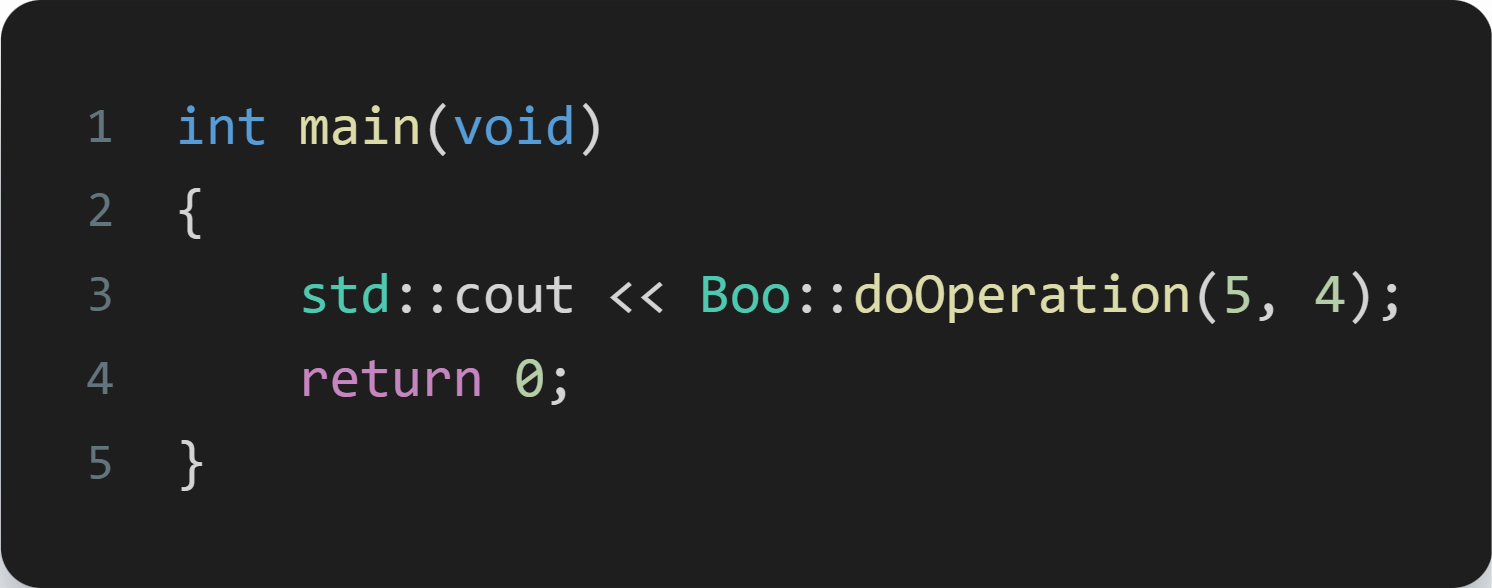 1 int main(void)
2 {
3     std::cout << Boo::doOperation(5, 4);
4     return 0;
5 }